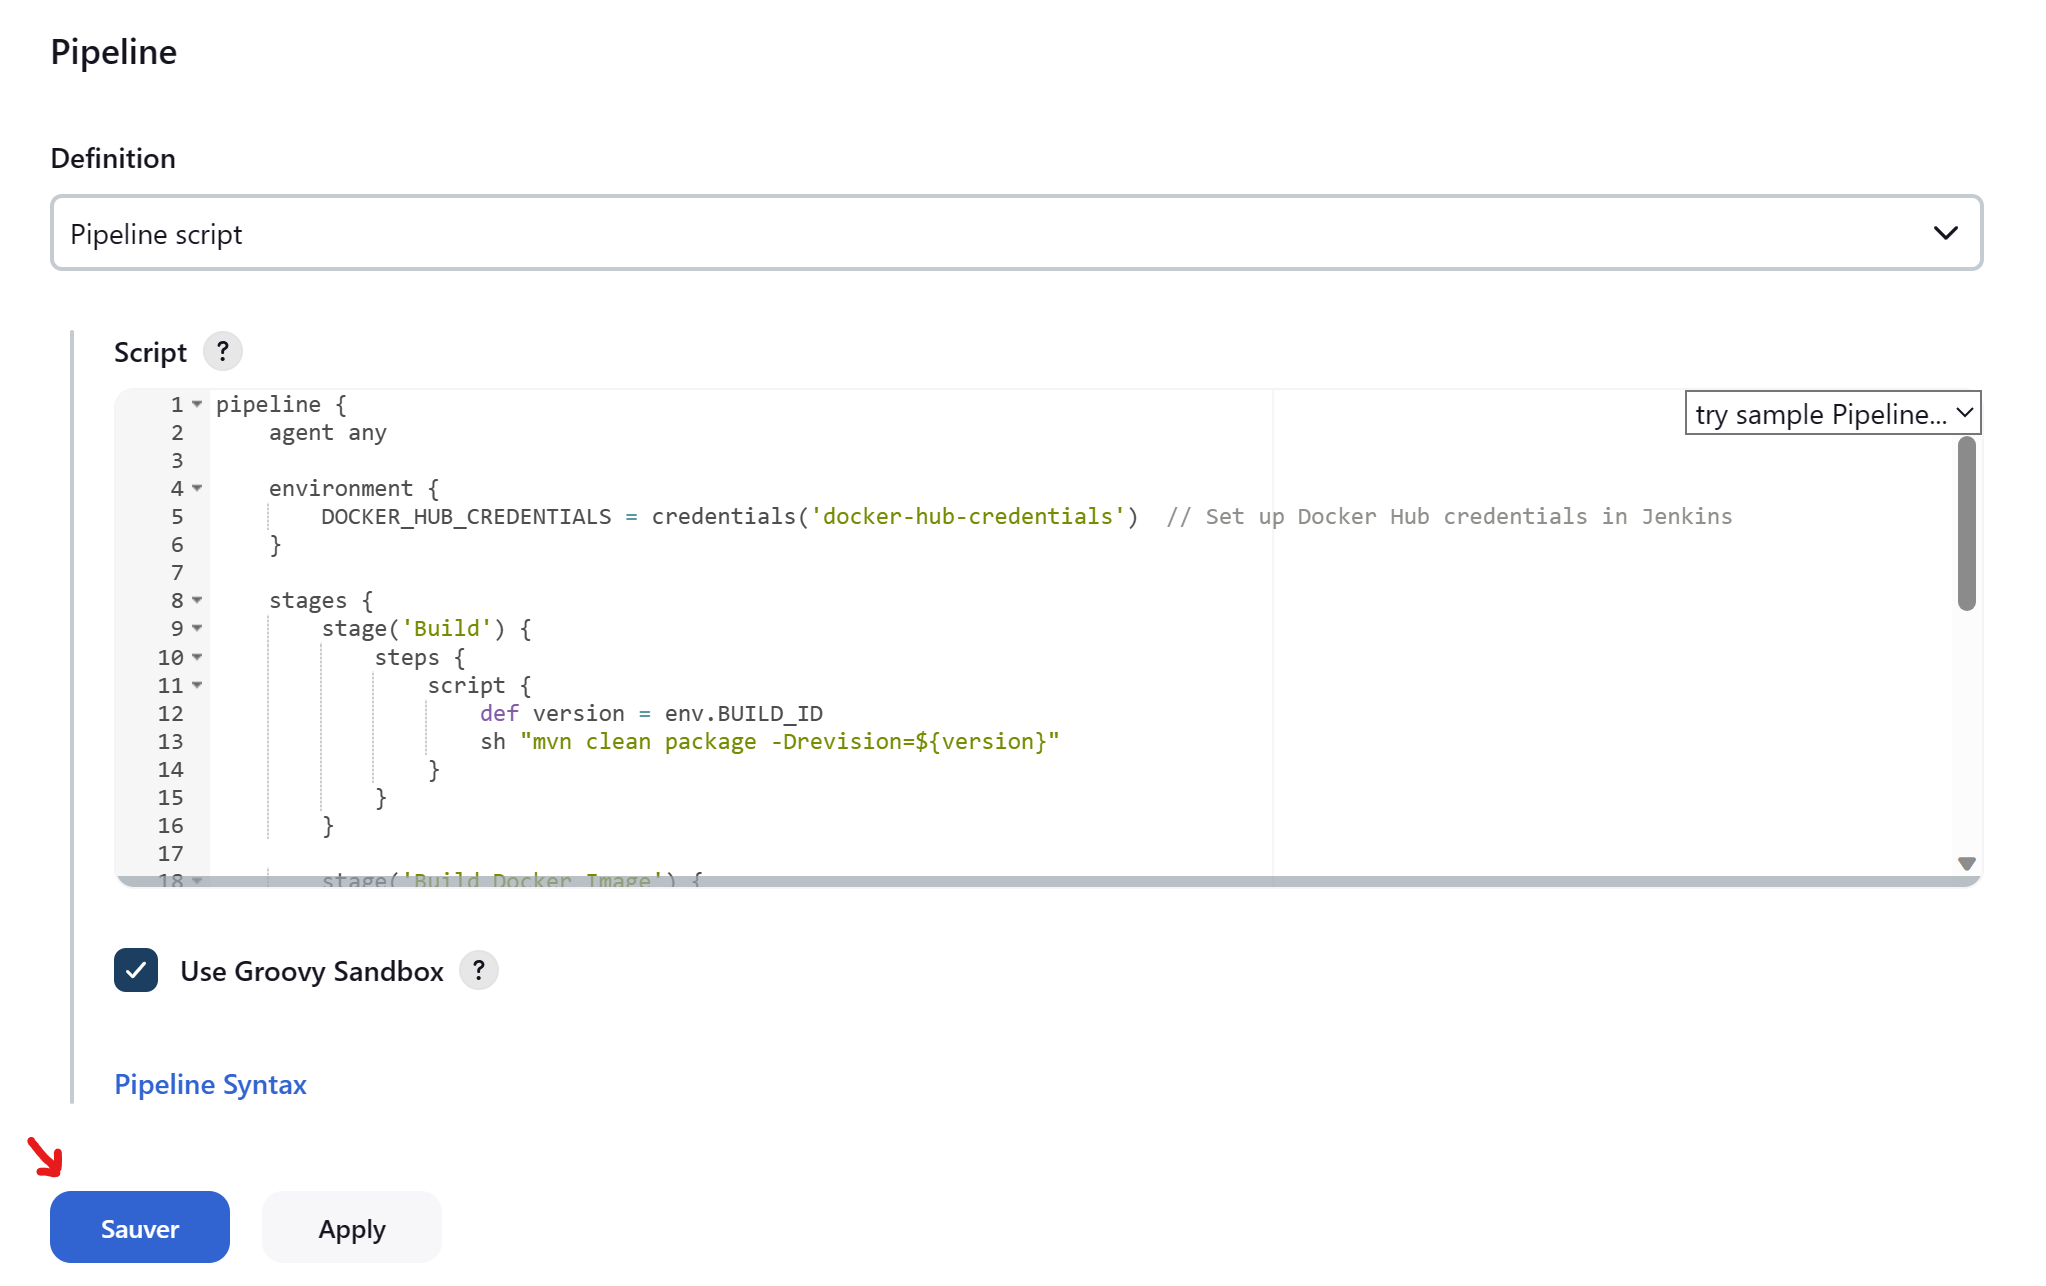 Pipeline
Definition
Pipeline script
Script ?
try sample Pipeline...
1 pipeline {
2     agent any
3
4     environment {
5         DOCKER_HUB_CREDENTIALS = credentials('docker-hub-credentials')  // Set up Docker Hub credentials in Jenkins
6     }
7
8     stages {
9         stage('Build') {
10             steps {
11                 script {
12                     def version = env.BUILD_ID
13                     sh "mvn clean package -Drevision=${version}"
14                 }
15             }
16         }
17
18         stage('Build Docker Image') {
Use Groovy Sandbox ?
Pipeline Syntax
Sauver
Apply